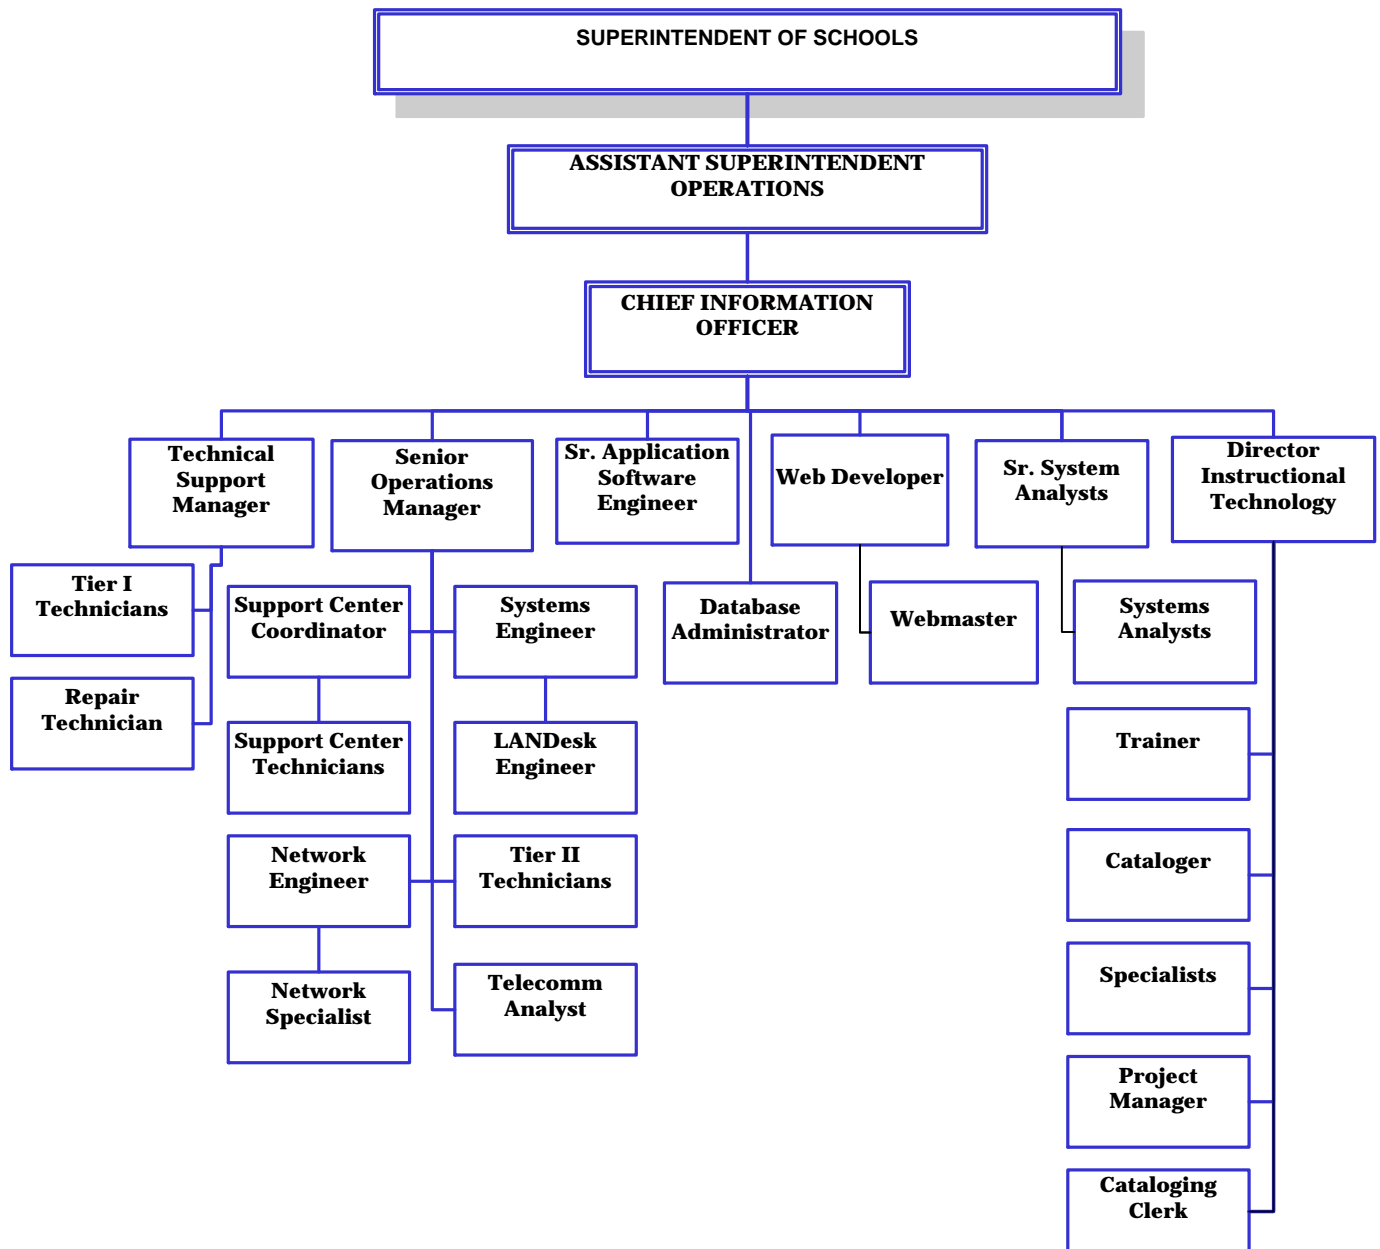 SUPERINTENDENT OF SCHOOLS
ASSISTANT SUPERINTENDENT
OPERATIONS
CHIEF INFORMATION
OFFICER
Technical
Support
Manager
Senior
Operations
Manager
Sr. Application
Software
Engineer
Web Developer
Sr. System
Analysts
Director
Instructional
Technology
Tier I
Technicians
Support Center
Coordinator
Systems
Engineer
Database
Administrator
Webmaster
Systems
Analysts
Repair
Technician
Support Center
Technicians
LANDesk
Engineer
Trainer
Network
Engineer
Tier II
Technicians
Cataloger
Network
Specialist
Telecomm
Analyst
Specialists
Project
Manager
Cataloging
Clerk